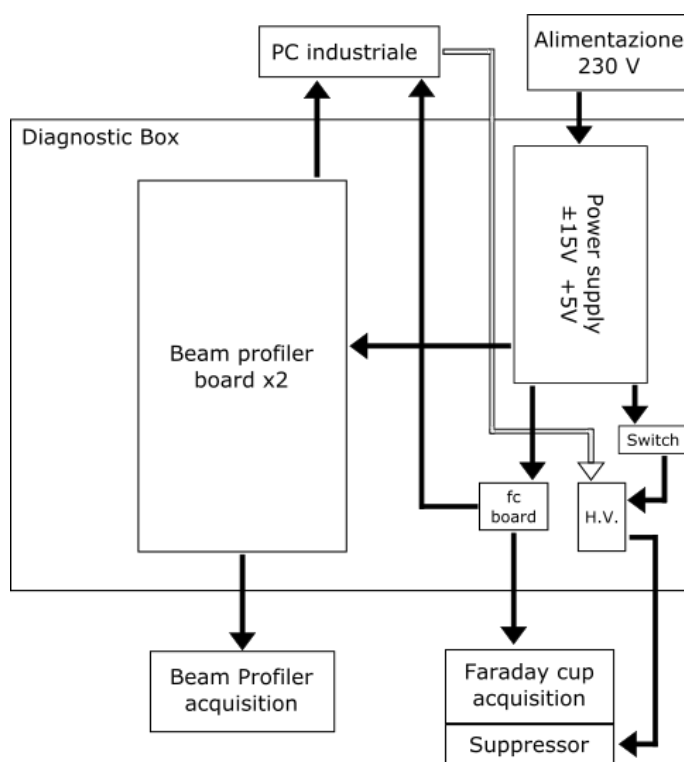 PC industriale
Alimentazione
230 V
Diagnostic Box
Power supply
±15V +5V
Beam profiler
board x2
Switch
fc
board
H.V.
Beam Profiler
acquisition
Faraday cup
acquisition
Suppressor